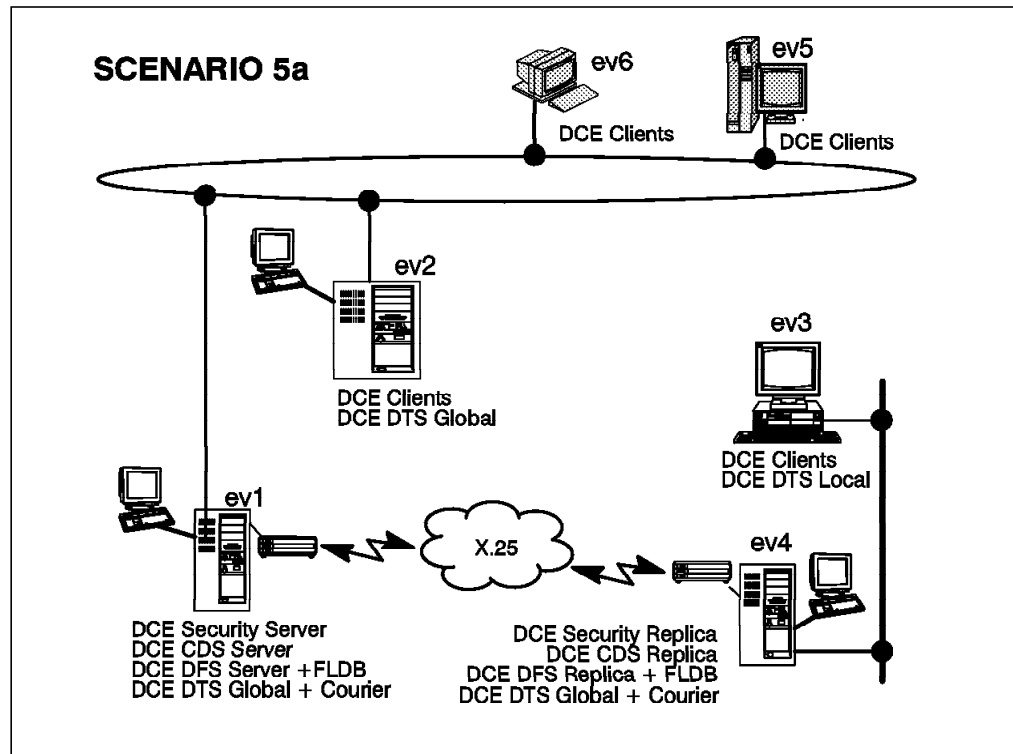 SCENARIO 5a
ev6
DCE Clients
ev5
DCE Clients
ev2
DCE Clients
DCE DTS Global
ev3
DCE Clients
DCE DTS Local
ev1
DCE Security Server
DCE CDS Server
DCE DFS Server +FLDB
DCE DTS Global + Courier
X.25
ev4
DCE Security Replica
DCE CDS Replica
DCE DFS Replica + FLDB
DCE DTS Global + Courier